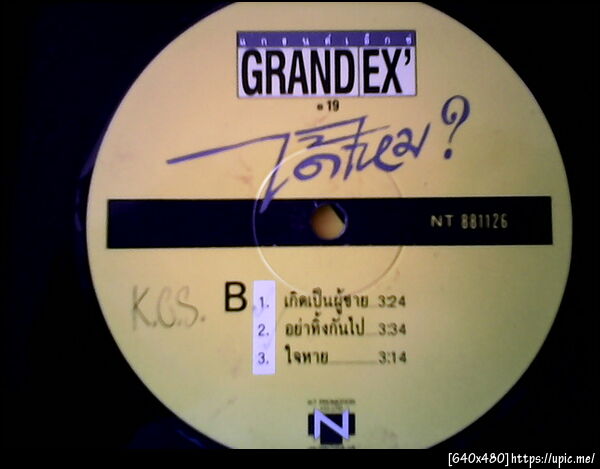 แกรนด์เอ็กซ์
GRAND EX'
19
ได้ไหม?
NT 881126
K.C.S.
B
1. เกิดเป็นผู้ชาย 3:24
2. อย่าทิ้งกันไป 3:34
3. ใจหาย 3:14
N
[640x480]https://upic.me/